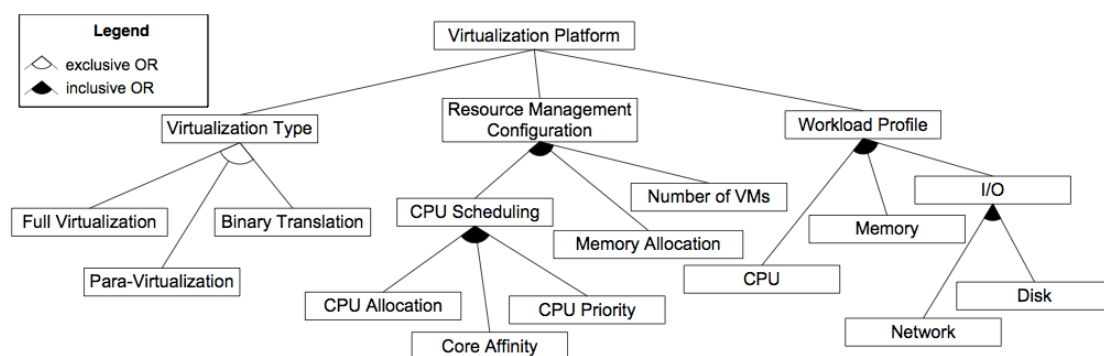 Legend
exclusive OR
inclusive OR
Virtualization Platform
Virtualization Type
Resource Management
Configuration
Workload Profile
Full Virtualization
Binary Translation
Para-Virtualization
CPU Scheduling
Number of VMs
Memory Allocation
CPU Allocation
CPU Priority
Core Affinity
I/O
Memory
CPU
Disk
Network